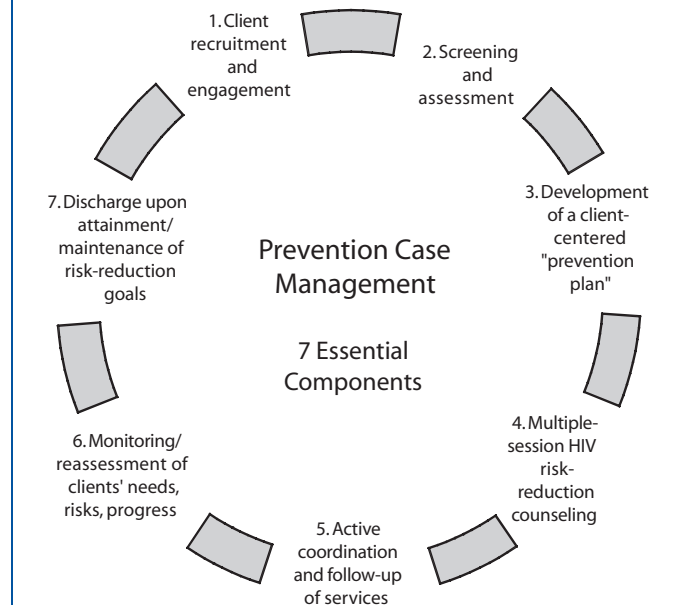 1. Client
recruitment
and
engagement
2. Screening
and
assessment
3. Development
of a client-
centered
"prevention
plan"
4. Multiple-
session HIV
risk-
reduction
counseling
5. Active
coordination
and follow-up
of services
6. Monitoring/
reassessment of
clients' needs,
risks, progress
7. Discharge upon
attainment/
maintenance of
risk-reduction
goals
Prevention Case
Management
7 Essential
Components